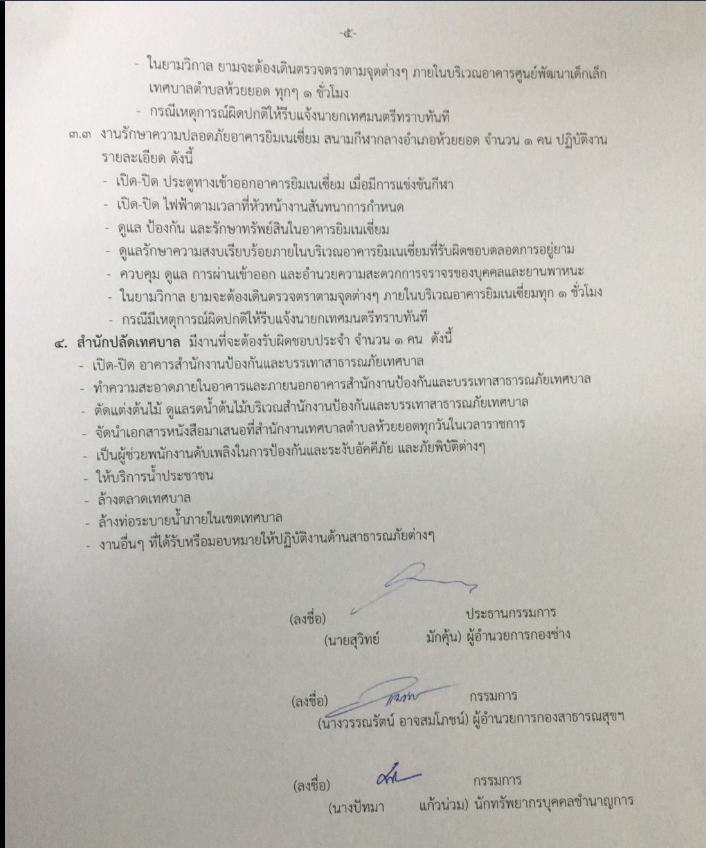 -๕-
- ในยามวิกาล ยามจะต้องเดินตรวจตราตามจุดต่างๆ ภายในบริเวณอาคารศูนย์พัฒนาเด็กเล็ก
เทศบาลตำบลห้วยยอด ทุกๆ ๑ ชั่วโมง
- กรณีเหตุการณ์ผิดปกติให้รีบแจ้งนายกเทศมนตรีทราบทันที
๓.๓ งานรักษาความปลอดภัยอาคารยิมเนเซี่ยม สนามกีฬากลางอำเภอห้วยยอด จำนวน ๑ คน ปฏิบัติงาน
รายละเอียด ดังนี้
- เปิด-ปิด ประตูทางเข้าออกอาคารยิมเนเซี่ยม เมื่อมีการแข่งขันกีฬา
- เปิด-ปิด ไฟฟ้าตามเวลาที่หัวหน้างานสันทนาการกำหนด
- ดูแล ป้องกัน และรักษาทรัพย์สินในอาคารยิมเนเซี่ยม
- ดูแลรักษาความสงบเรียบร้อยภายในบริเวณอาคารยิมเนเซี่ยมที่รับผิดชอบตลอดการอยู่ยาม
- ควบคุม ดูแล การผ่านเข้าออก และอำนวยความสะดวกการจราจรของบุคคลและยานพาหนะ
- ในยามวิกาล ยามจะต้องเดินตรวจตราตามจุดต่างๆ ภายในบริเวณอาคารยิมเนเซี่ยมทุก ๑ ชั่วโมง
- กรณีมีเหตุการณ์ผิดปกติให้รีบแจ้งนายกเทศมนตรีทราบทันที
๔. สำนักปลัดเทศบาล มีงานที่จะต้องรับผิดชอบประจำ จำนวน ๑ คน ดังนี้
- เปิด-ปิด อาคารสำนักงานป้องกันและบรรเทาสาธารณภัยเทศบาล
- ทำความสะอาดภายในอาคารและภายนอกอาคารสำนักงานป้องกันและบรรเทาสาธารณภัยเทศบาล
- ตัดแต่งต้นไม้ ดูแลรดน้ำต้นไม้บริเวณสำนักงานป้องกันและบรรเทาสาธารณภัยเทศบาล
- จัดนำเอกสารหนังสือมาเสนอที่สำนักงานเทศบาลตำบลห้วยยอดทุกวันในเวลาราชการ
- เป็นผู้ช่วยพนักงานดับเพลิงในการป้องกันและระงับอัคคีภัย และภัยพิบัติต่างๆ
- ให้บริการน้ำประชาชน
- ล้างตลาดเทศบาล
- ล้างท่อระบายน้ำภายในเขตเทศบาล
- งานอื่นๆ ที่ได้รับหรือมอบหมายให้ปฏิบัติงานด้านสาธารณภัยต่างๆ
(ลงชื่อ) ประธานกรรมการ
(นายสุวิทย์ มักคุ้น) ผู้อำนวยการกองช่าง
(ลงชื่อ) กรรมการ
(นางวรรณรัตน์ อาจสมโภชน์) ผู้อำนวยการกองสาธารณสุขฯ
(ลงชื่อ) กรรมการ
(นางปัทมา แก้วน่วม) นักทรัพยากรบุคคลชำนาญการ